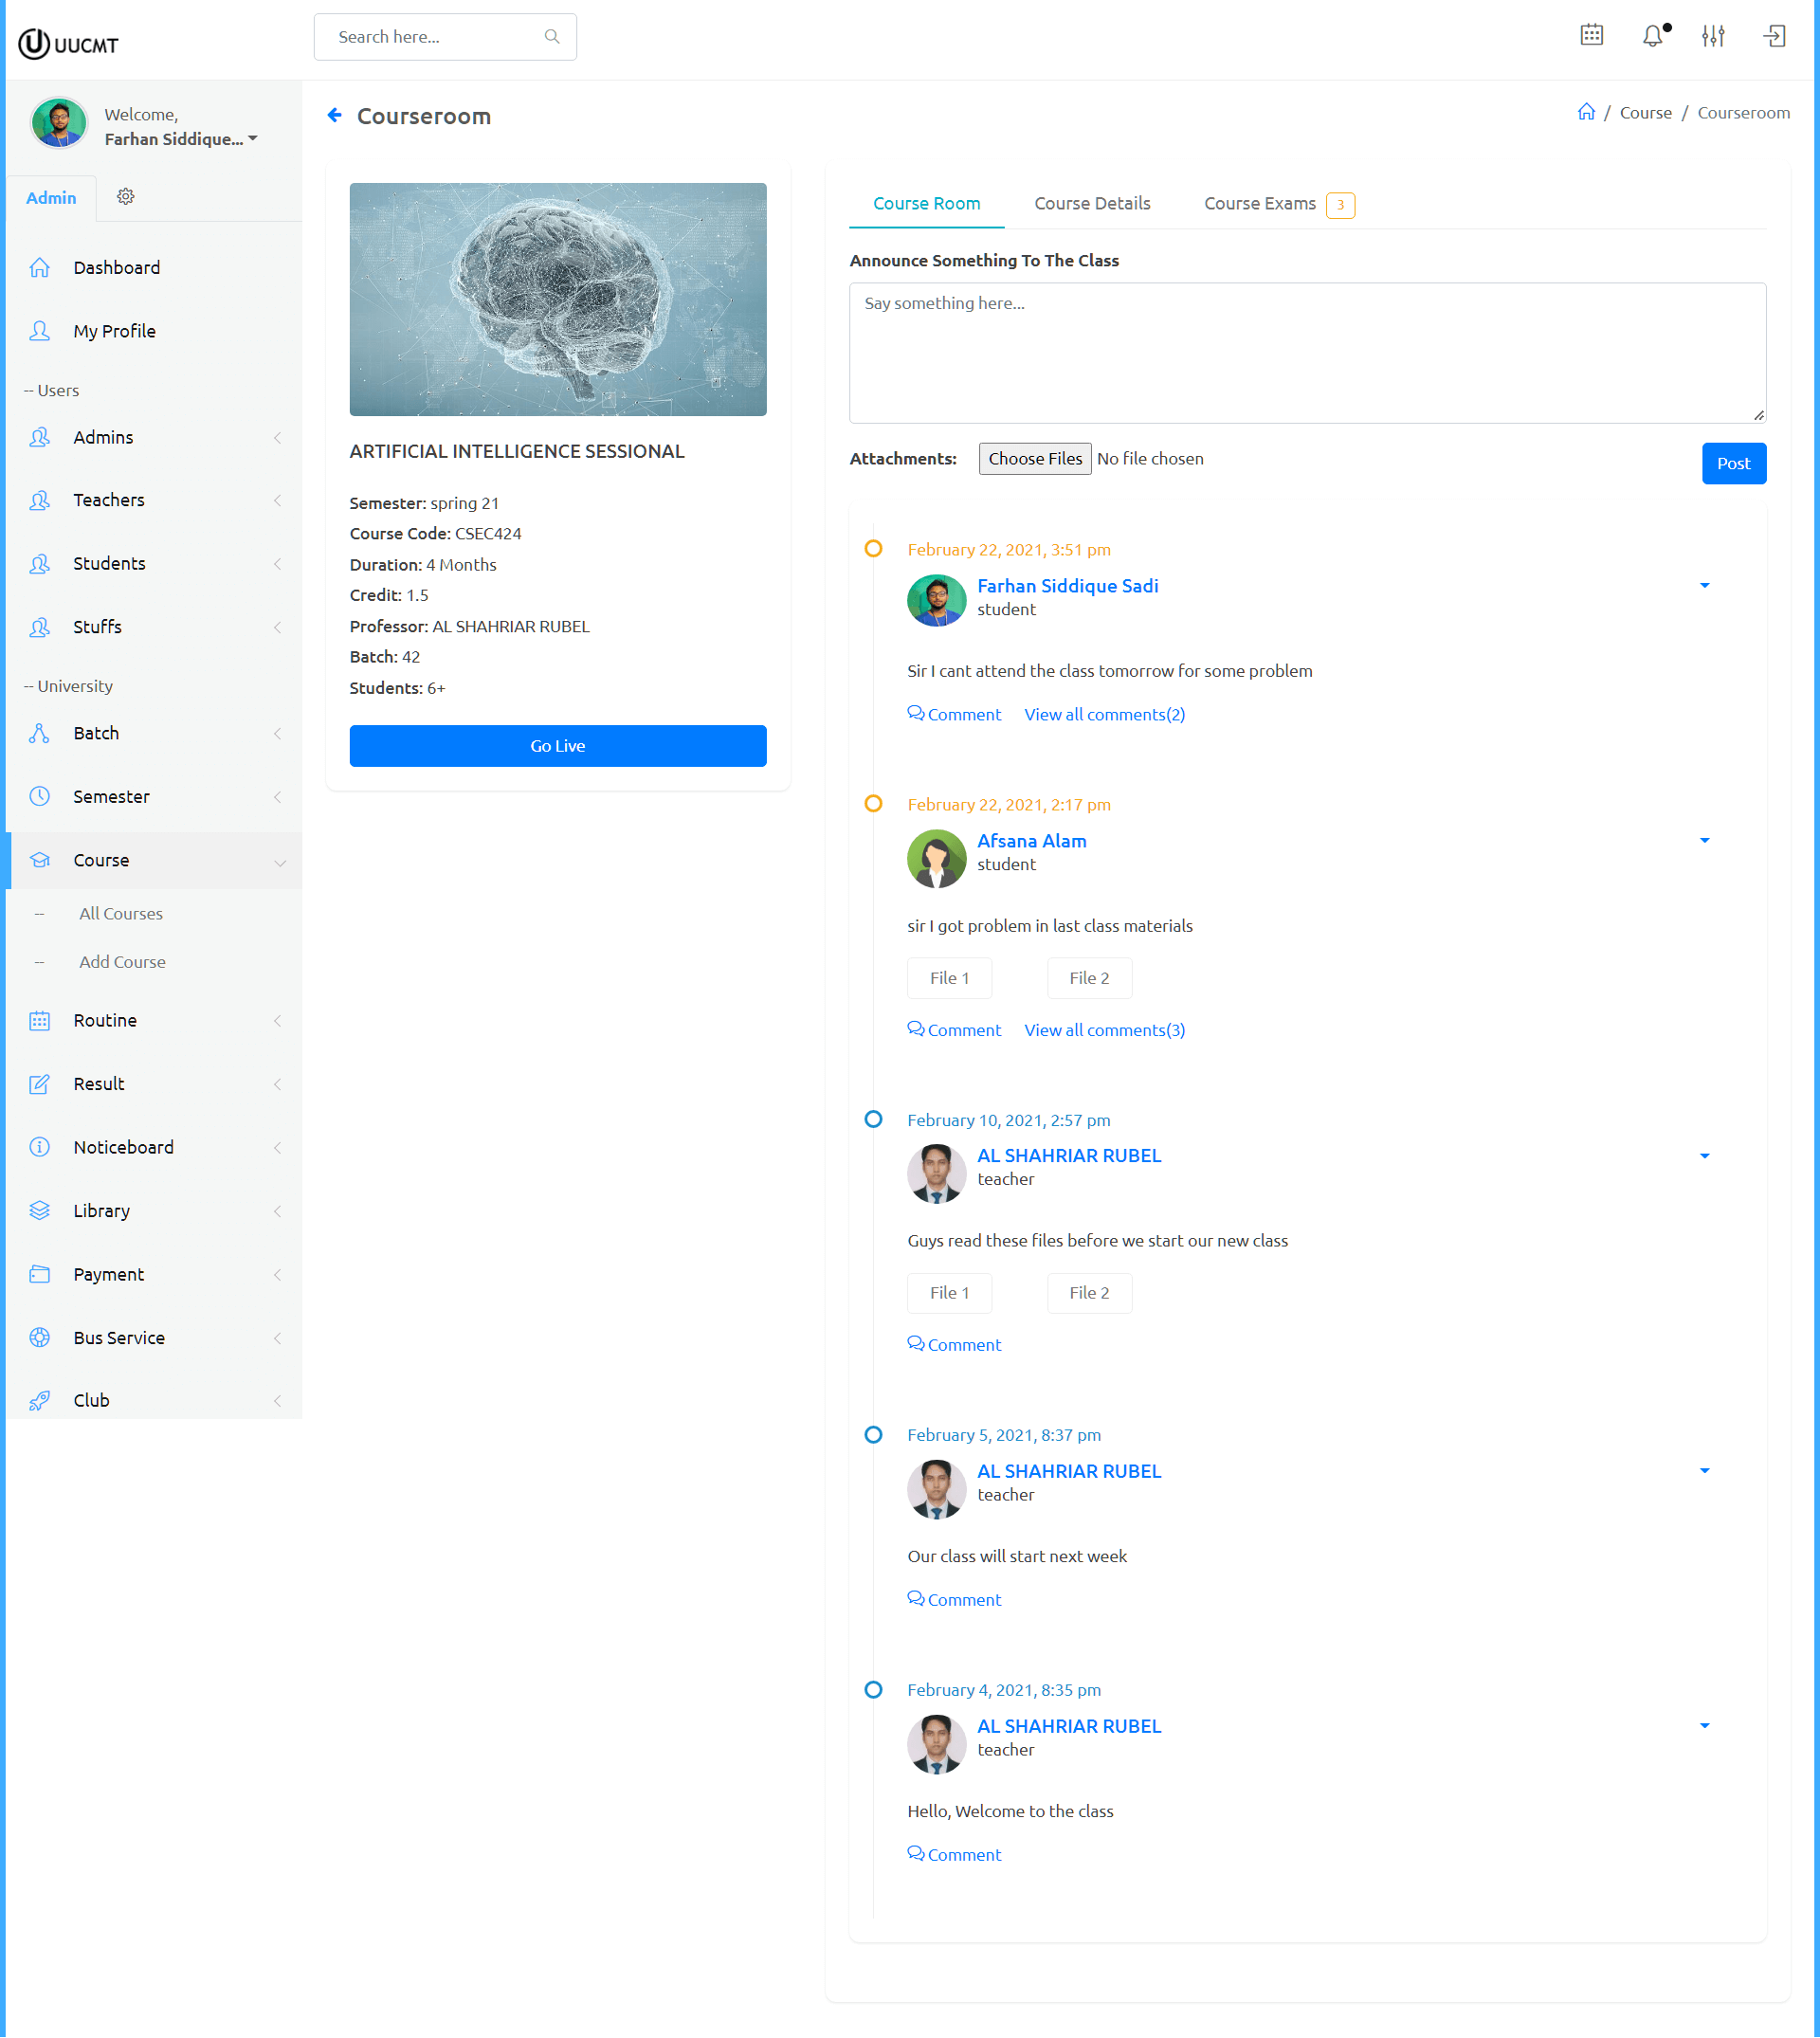 UUCMT
Search here...
Welcome,
Farhan Siddique...
Admin
Dashboard
My Profile
-- Users
Admins
Teachers
Students
Stuffs
-- University
Batch
Semester
Course
-- All Courses
-- Add Course
Routine
Result
Noticeboard
Library
Payment
Bus Service
Club
Courseroom
/ Course / Courseroom
ARTIFICIAL INTELLIGENCE SESSIONAL
Semester: spring 21
Course Code: CSEC424
Duration: 4 Months
Credit: 1.5
Professor: AL SHAHRIAR RUBEL
Batch: 42
Students: 6+
Go Live
Course Room Course Details Course Exams 3
Announce Something To The Class
Say something here...
Attachments: Choose Files No file chosen Post
February 22, 2021, 3:51 pm
Farhan Siddique Sadi
student
Sir I cant attend the class tomorrow for some problem
Comment View all comments(2)
February 22, 2021, 2:17 pm
Afsana Alam
student
sir I got problem in last class materials
File 1 File 2
Comment View all comments(3)
February 10, 2021, 2:57 pm
AL SHAHRIAR RUBEL
teacher
Guys read these files before we start our new class
File 1 File 2
Comment
February 5, 2021, 8:37 pm
AL SHAHRIAR RUBEL
teacher
Our class will start next week
Comment
February 4, 2021, 8:35 pm
AL SHAHRIAR RUBEL
teacher
Hello, Welcome to the class
Comment